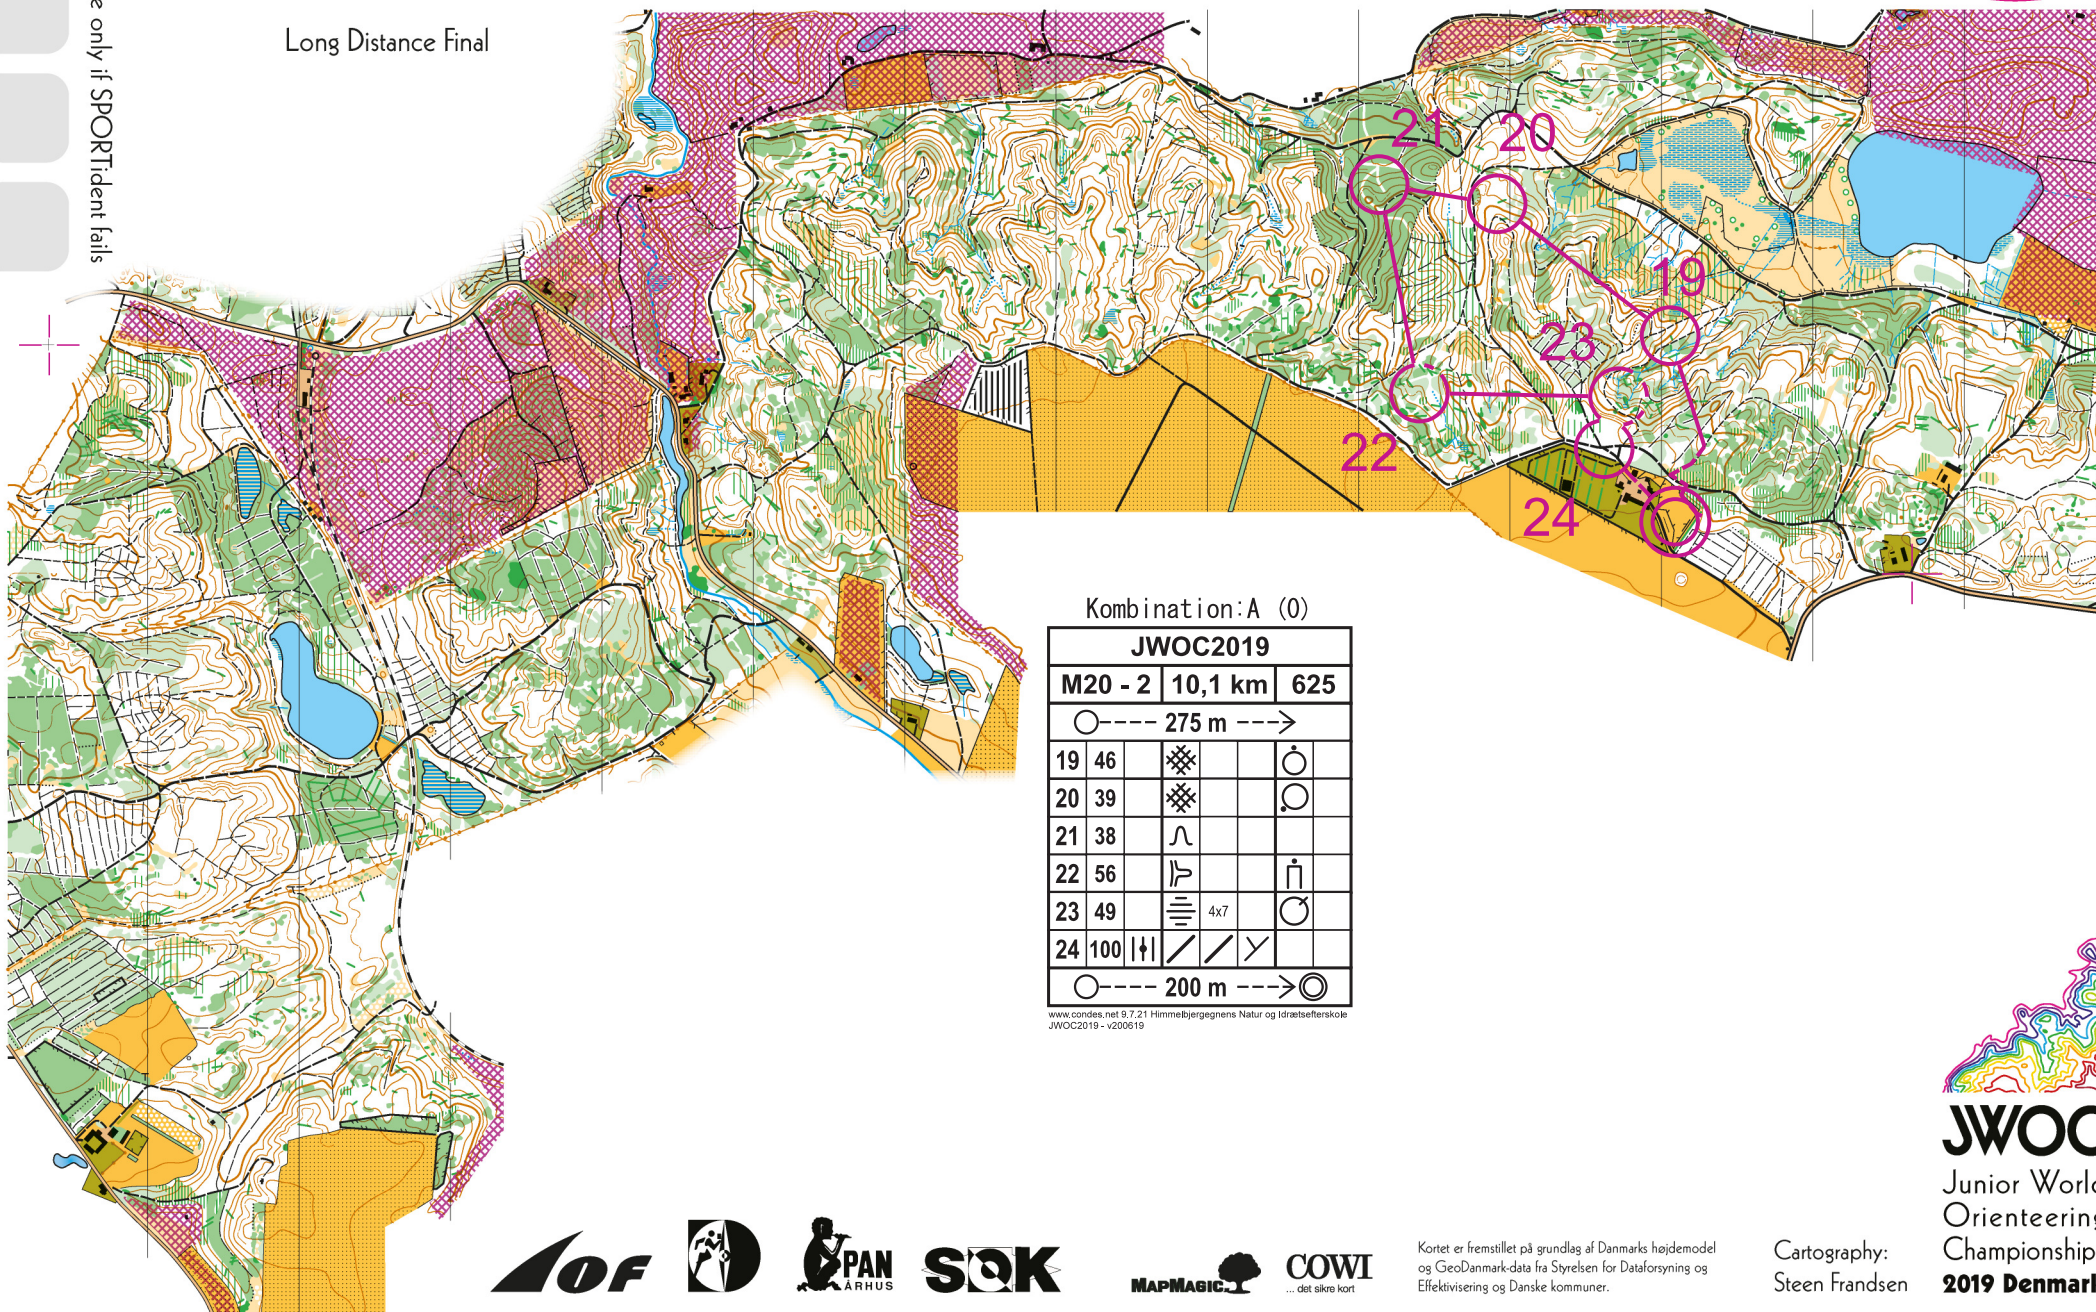 e only if SPORTident fails
Long Distance Final
21
20
19
23
22
24
Kombination: A (0)
JWOC2019
M20 - 2 10,1 km 625
275 m
19 46
20 39
21 38
22 56
23 49 4x7
24 100
200 m
www.condes.net 9.7.21 Himmelbjergegnens Natur og Idrætsefterskole
JWOC2019 - v200619
IOF
PAN
ÅRHUS
SOK
MAPMAGIC
COWI
... det sikre kort
Kortet er fremstillet på grundlag af Danmarks højdemodel
og GeoDanmark-data fra Styrelsen for Dataforsyning og
Effektivisering og Danske kommuner.
Cartography:
Steen Frandsen
JWOC
Junior World
Orienteering
Championship
2019 Denmark